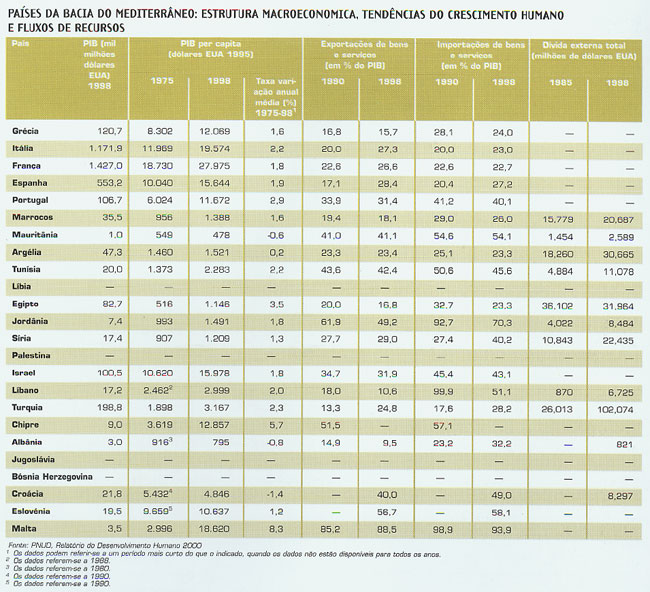 PAÍSES DA BACIA DO MEDITERRÂNEO: ESTRUTURA MACROECONOMICA, TENDÊNCIAS DO CRESCIMENTO HUMANO
E FLUXOS DE RECURSOS
País PIB (mil milhões dólares EUA) 1998 PIB per capita (dólares EUA 1995) Exportações de bens e serviços (em % do PIB) Importações de bens e serviços (em % do PIB) Dívida externa total (milhões de dólares EUA)
1975 1998 Taxa variação anual média (%) 1975-98¹ 1990 1998 1990 1998 1985 1998
Grécia 120,7 8.302 12.069 1,6 16,8 15,7 28,1 24,0 — —
Itália 1.171,9 11.969 19.574 2,2 20,0 27,3 20,0 23,0 — —
França 1.427,0 18.730 27.975 1,8 22,6 26,6 22,6 22,7 — —
Espanha 553,2 10.040 15.644 1,9 17,1 28,4 20,4 27,2 — —
Portugal 106,7 6.024 11.672 2,9 33,9 31,4 41,2 40,1 — —
Marrocos 35,5 956 1.388 1,6 19,4 18,1 29,0 26,0 15,779 20,687
Mauritânia 1,0 549 478 -0,6 41,0 41,1 54,6 54,1 1,454 2,589
Argélia 47,3 1.460 1.521 0,2 23,3 23,4 25,1 23,3 18,260 30,665
Tunísia 20,0 1.373 2.283 2,2 43,6 42,4 50,6 45,6 4,884 11,078
Líbia — — — — — — — — — —
Egipto 82,7 516 1.146 3,5 20,0 16,8 32,7 23,3 36,102 31,964
Jordânia 7,4 993 1.491 1,8 61,9 49,2 92,7 70,3 4,022 8,484
Síria 17,4 907 1.209 1,3 27,7 29,0 27,4 40,2 10,843 22,435
Palestina — — — — — — — — — —
Israel 100,5 10.620 15.978 1,8 34,7 31,9 45,4 43,1 — —
Líbano 17,2 2.462² 2.999 2,0 18,0 10,6 99,9 51,1 870 6,725
Turquia 198,8 1.898 3.167 2,3 13,3 24,8 17,6 28,2 26,013 102,074
Chipre 9,0 3.619 12.857 5,7 51,5 — 57,1 — — —
Albânia 3,0 916³ 795 -0,8 14,9 9,5 23,2 32,2 — 821
Jugoslávia — — — — — — — — — —
Bósnia Herzegovina — — — — — — — — — —
Croácia 21,8 5.432⁴ 4.846 -1,4 — 40,0 — 49,0 — 8,297
Eslovénia 19,5 9.659⁵ 10.637 1,2 — 56,7 — 58,1 — —
Malta 3,5 2.996 18.620 8,3 85,2 88,5 98,9 93,9 — —
Fonte: PNUD, Relatório do Desenvolvimento Humano 2000
¹ Os dados podem referir-se a um período mais curto do que o indicado, quando os dados não estão disponíveis para todos os anos.
² Os dados referem-se a 1988.
³ Os dados referem-se a 1980.
⁴ Os dados referem-se a 1990.
⁵ Os dados referem-se a 1990.